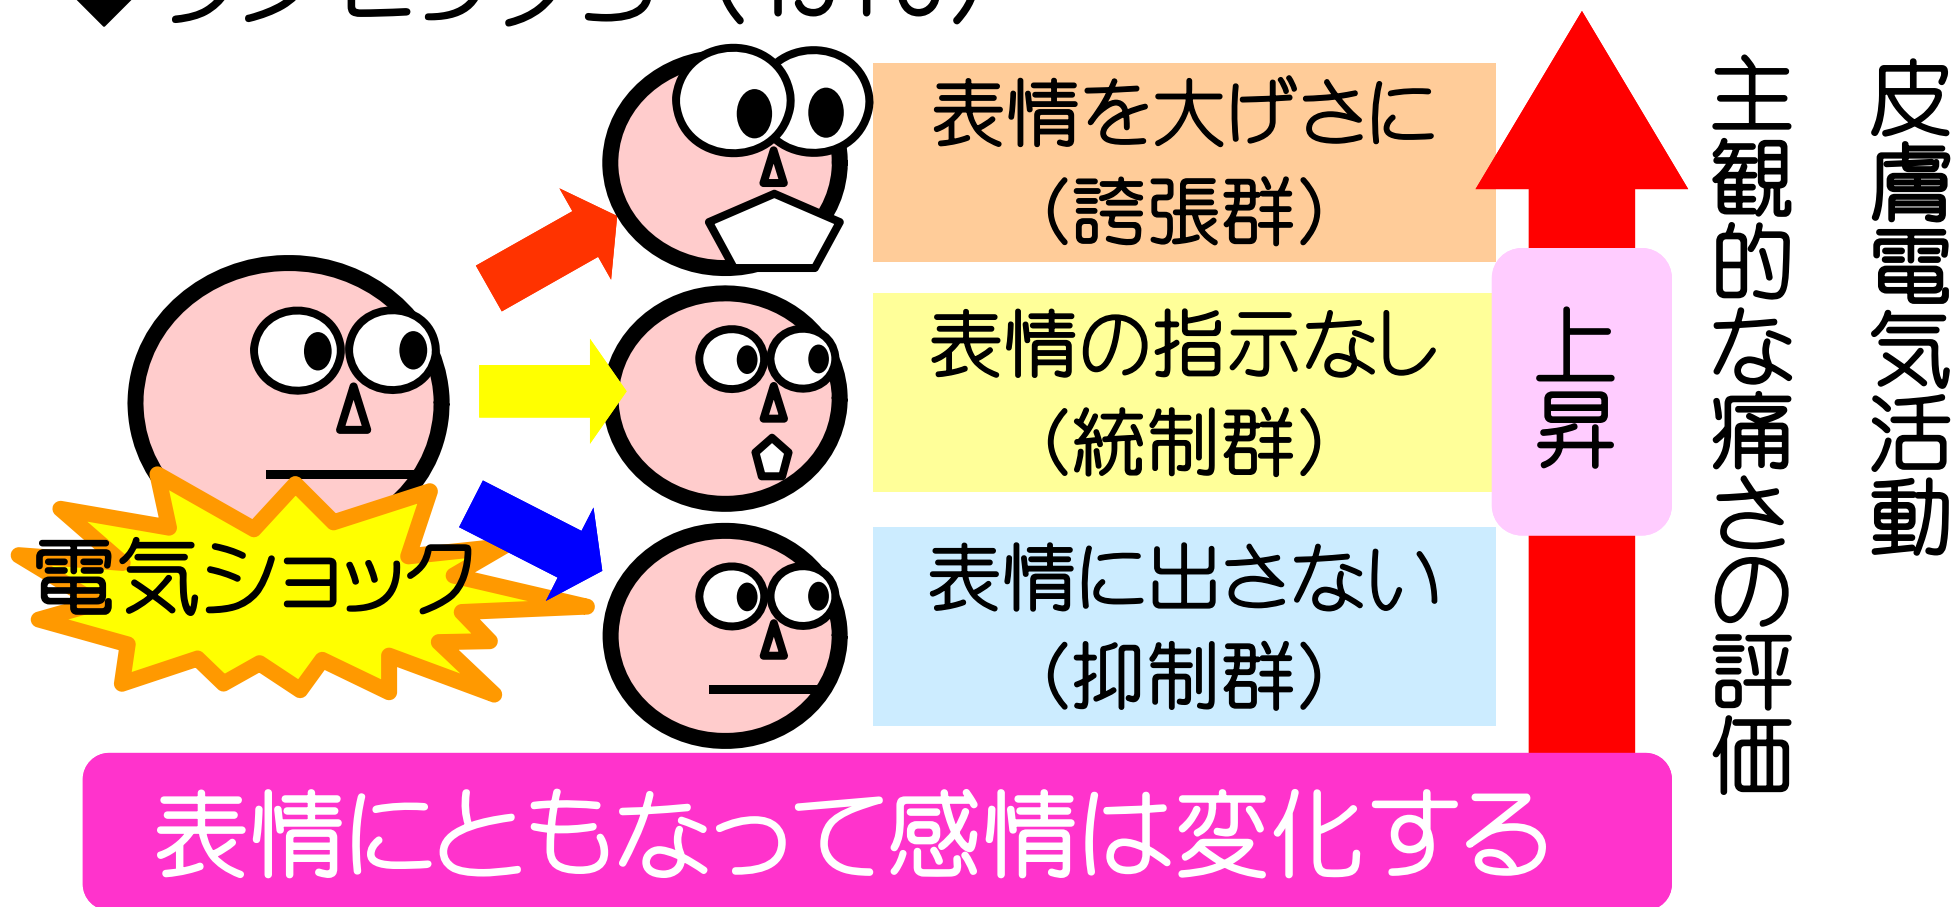 表情を大げさに
（誇張群）
表情の指示なし
（統制群）
表情に出さない
（抑制群）
電気ショック
上昇
主観的な痛さの評価
皮膚電気活動
表情にともなって感情は変化する